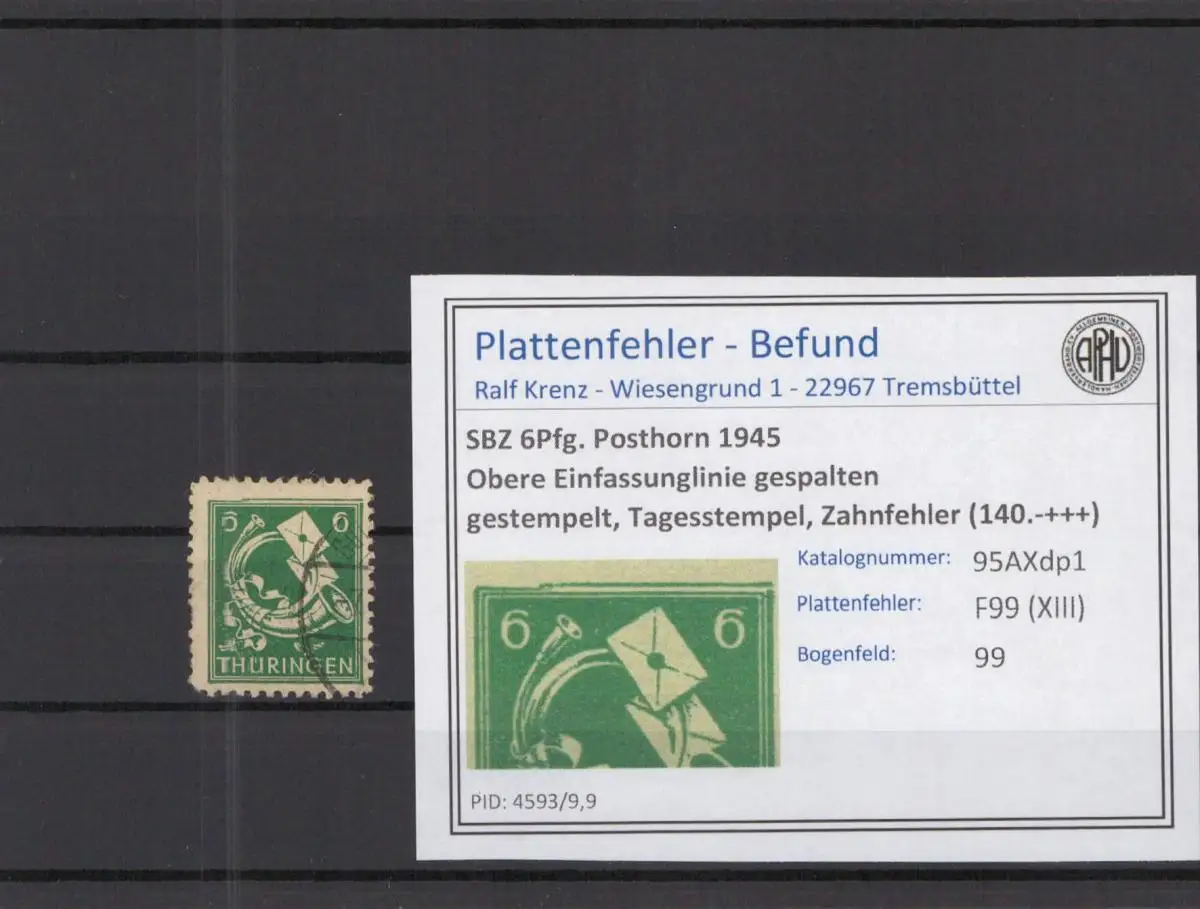 6 6
THÜRINGEN
Plattenfehler - Befund
Ralf Krenz - Wiesengrund 1 - 22967 Tremsbüttel
APHV
SBZ 6Pfg. Posthorn 1945
Obere Einfassunglinie gespalten
gestempelt, Tagesstempel, Zahnfehler (140.-+++)
6 6
Katalognummer: 95AXdp1
Plattenfehler: F99 (XIII)
Bogenfeld: 99
PID: 4593/9,9